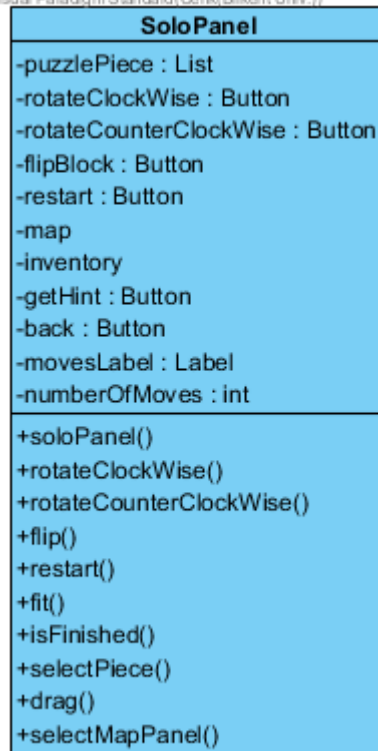 SoloPanel
-puzzlePiece : List
-rotateClockWise : Button
-rotateCounterClockWise : Button
-flipBlock : Button
-restart : Button
-map
-inventory
-getHint : Button
-back : Button
-movesLabel : Label
-numberOfMoves : int
+soloPanel()
+rotateClockWise()
+rotateCounterClockWise()
+flip()
+restart()
+fit()
+isFinished()
+selectPiece()
+drag()
+selectMapPanel()